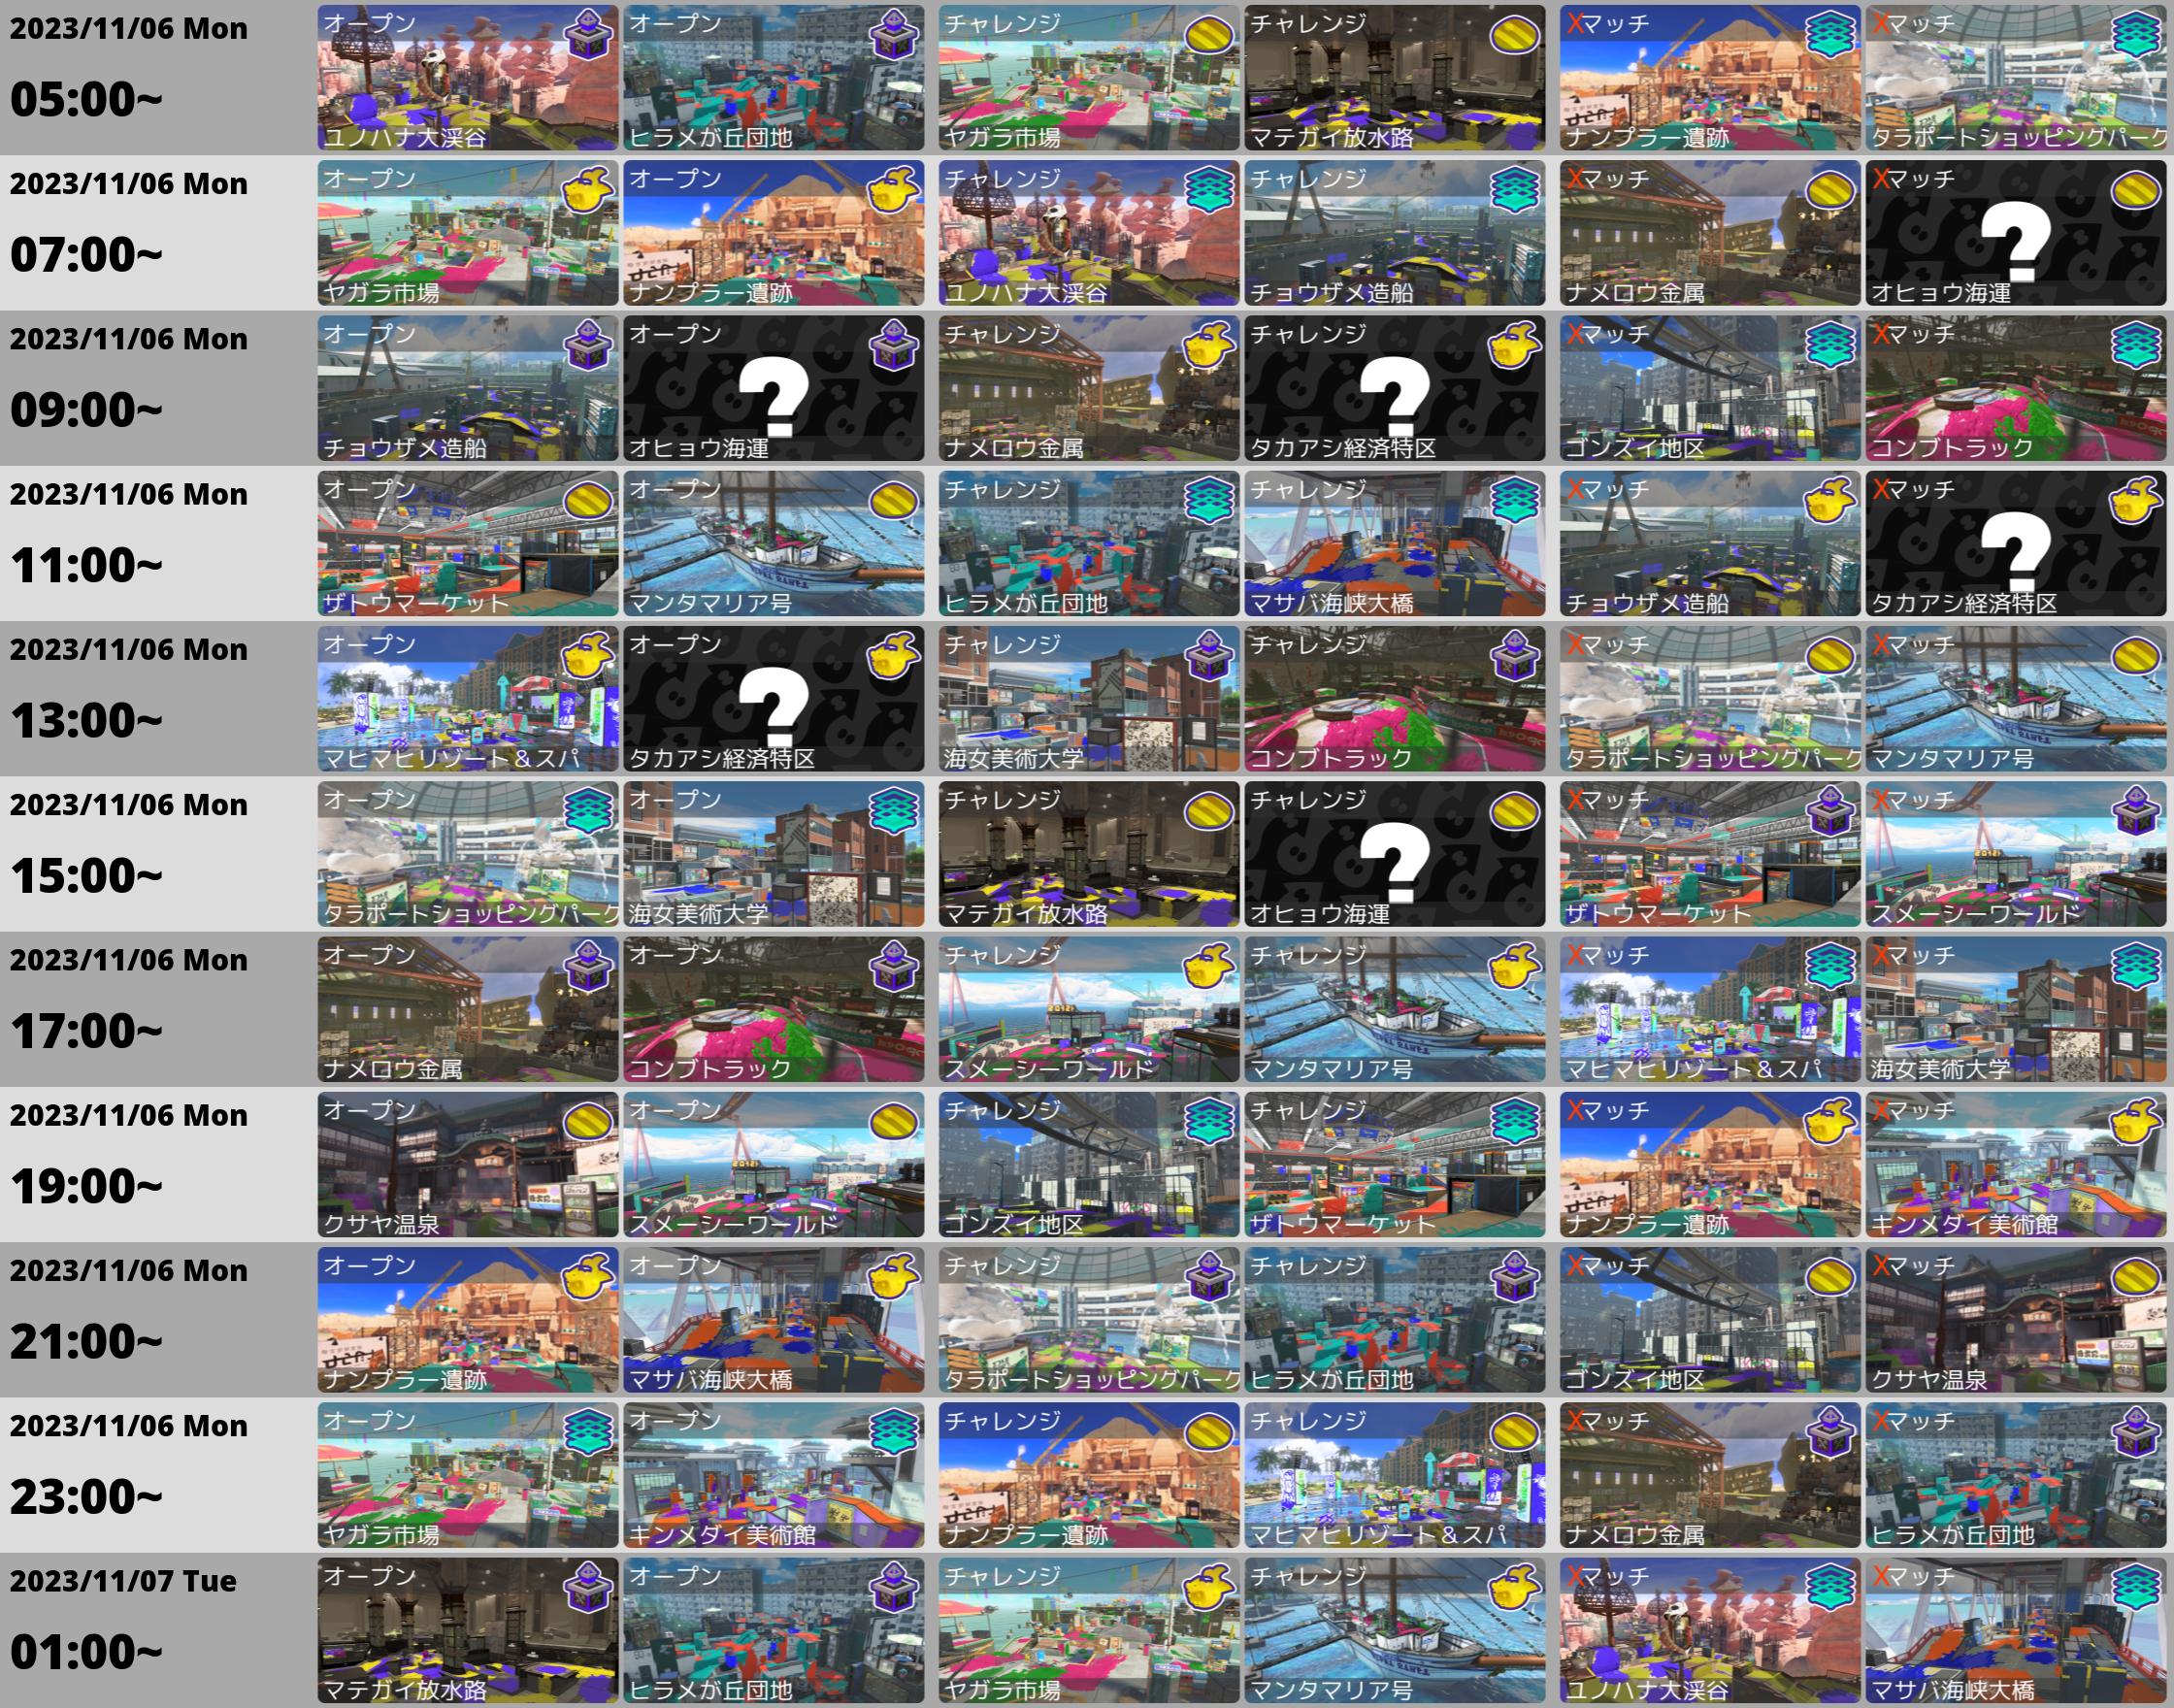 2023/11/06 Mon
05:00~
オープン
ユノハナ大渓谷
オープン
ヒラメが丘団地
チャレンジ
ヤガラ市場
チャレンジ
マテガイ放水路
Xマッチ
ナンプラー遺跡
Xマッチ
タラポートショッピングパーク
2023/11/06 Mon
07:00~
オープン
ヤガラ市場
オープン
ナンプラー遺跡
チャレンジ
ユノハナ大渓谷
チャレンジ
チョウザメ造船
Xマッチ
ナメロウ金属
Xマッチ
?
オヒョウ海運
2023/11/06 Mon
09:00~
オープン
チョウザメ造船
オープン
?
オヒョウ海運
チャレンジ
ナメロウ金属
チャレンジ
?
タカアシ経済特区
Xマッチ
ゴンズイ地区
Xマッチ
コンブトラック
2023/11/06 Mon
11:00~
オープン
ザトウマーケット
オープン
マンタマリア号
チャレンジ
ヒラメが丘団地
チャレンジ
マサバ海峡大橋
Xマッチ
チョウザメ造船
Xマッチ
?
タカアシ経済特区
2023/11/06 Mon
13:00~
オープン
マヒマヒリゾート＆スパ
オープン
?
タカアシ経済特区
チャレンジ
海女美術大学
チャレンジ
コンブトラック
Xマッチ
タラポートショッピングパーク
Xマッチ
マンタマリア号
2023/11/06 Mon
15:00~
オープン
タラポートショッピングパーク
オープン
海女美術大学
チャレンジ
マテガイ放水路
チャレンジ
?
オヒョウ海運
Xマッチ
ザトウマーケット
Xマッチ
スメーシーワールド
2023/11/06 Mon
17:00~
オープン
ナメロウ金属
オープン
コンブトラック
チャレンジ
スメーシーワールド
チャレンジ
マンタマリア号
Xマッチ
マヒマヒリゾート＆スパ
Xマッチ
海女美術大学
2023/11/06 Mon
19:00~
オープン
クサヤ温泉
オープン
スメーシーワールド
チャレンジ
ゴンズイ地区
チャレンジ
ザトウマーケット
Xマッチ
ナンプラー遺跡
Xマッチ
キンメダイ美術館
2023/11/06 Mon
21:00~
オープン
ナンプラー遺跡
オープン
マサバ海峡大橋
チャレンジ
タラポートショッピングパーク
チャレンジ
ヒラメが丘団地
Xマッチ
ゴンズイ地区
Xマッチ
クサヤ温泉
2023/11/06 Mon
23:00~
オープン
ヤガラ市場
オープン
キンメダイ美術館
チャレンジ
ナンプラー遺跡
チャレンジ
マヒマヒリゾート＆スパ
Xマッチ
ナメロウ金属
Xマッチ
ヒラメが丘団地
2023/11/07 Tue
01:00~
オープン
マテガイ放水路
オープン
ヒラメが丘団地
チャレンジ
ヤガラ市場
チャレンジ
マンタマリア号
Xマッチ
ユノハナ大渓谷
Xマッチ
マサバ海峡大橋